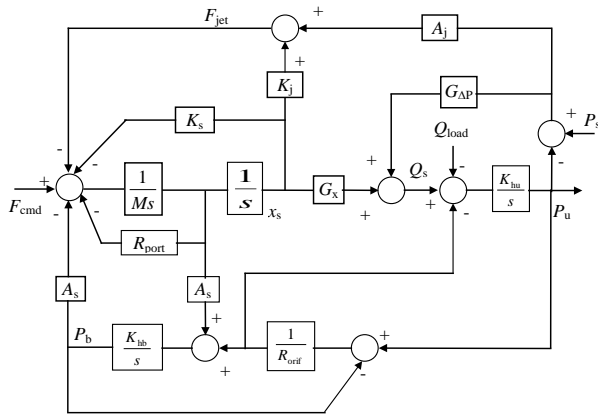 F_jet
+
+
A_j
K_j
G_ΔP
+
P_s
-
K_s
Q_load
-
-
+
-
F_cmd
-
-
1
Ms
1
s
x_s
G_x
+
+
Q_s
+
-
-
K_hu
s
P_u
R_port
A_s
A_s
+
P_b
K_hb
s
+
1
R_orif
+
-